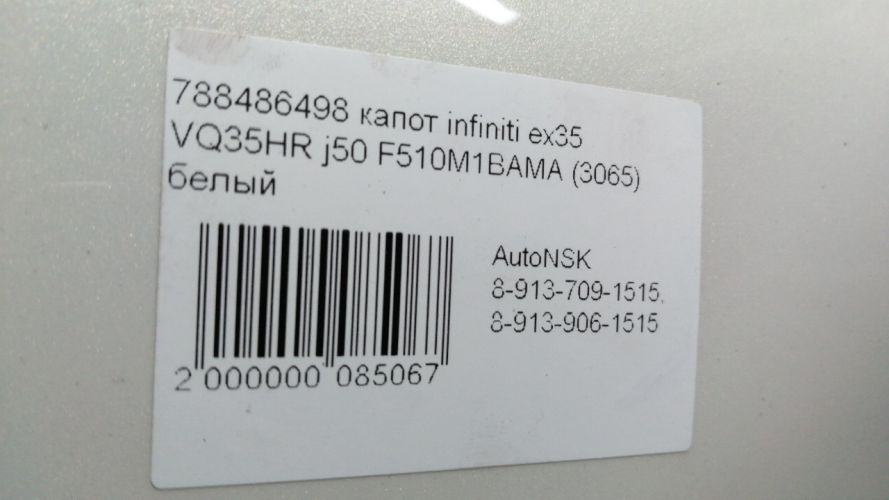 788486498 капот infiniti ex35
VQ35HR j50 F510M1BAMA (3065)
белый
AutoNSK
8-913-709-1515,
8-913-906-1515
2 000000 085067